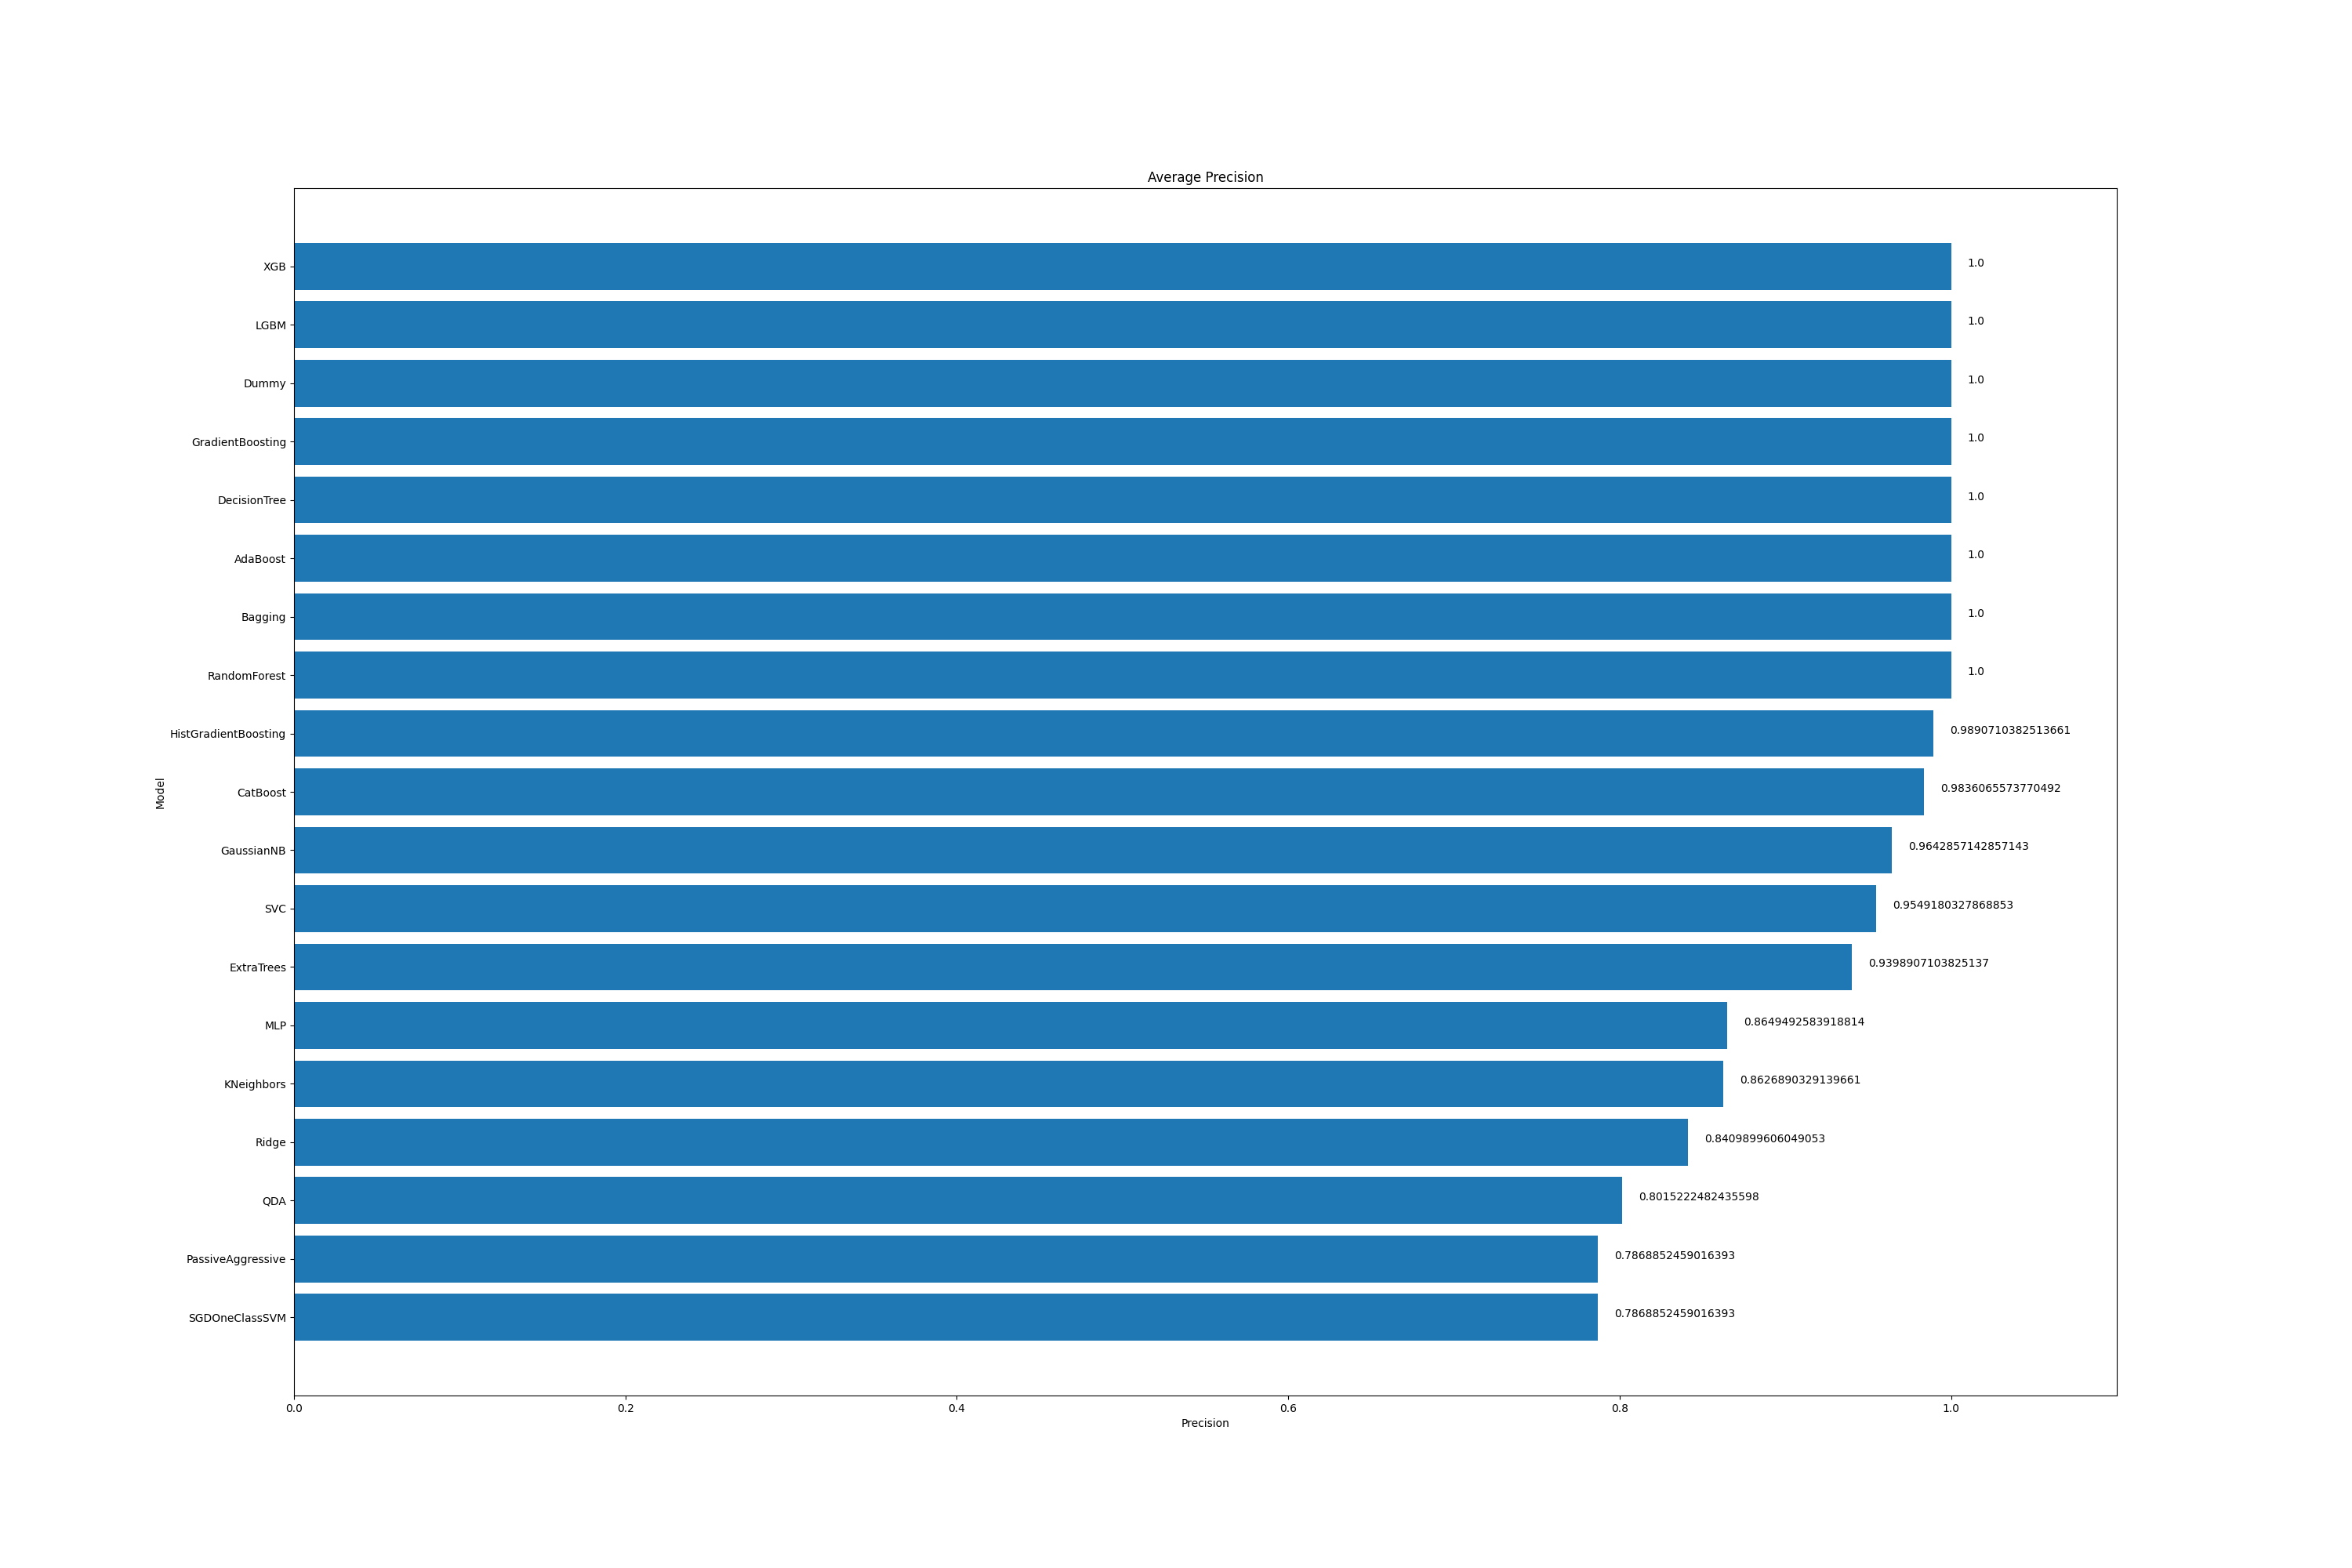 Average Precision
XGB 1.0
LGBM 1.0
Dummy 1.0
GradientBoosting 1.0
DecisionTree 1.0
AdaBoost 1.0
Bagging 1.0
RandomForest 1.0
HistGradientBoosting 0.9890710382513661
CatBoost 0.9836065573770492
GaussianNB 0.9642857142857143
SVC 0.9549180327868853
ExtraTrees 0.9398907103825137
MLP 0.8649492583918814
KNeighbors 0.8626890329139661
Ridge 0.8409899606049053
QDA 0.8015222482435598
PassiveAggressive 0.7868852459016393
SGDOneClassSVM 0.7868852459016393
Model
0.0 0.2 0.4 0.6 0.8 1.0
Precision